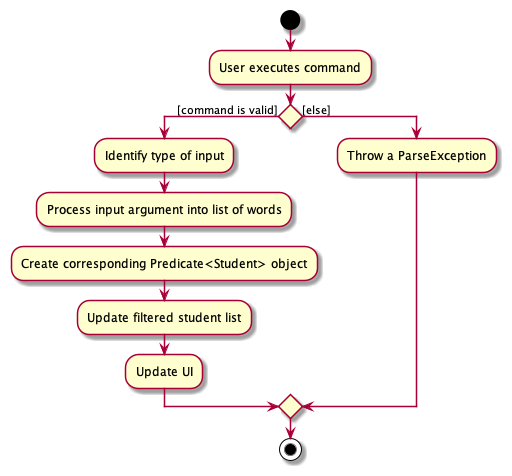 User executes command
[command is valid]
[else]
Identify type of input
Throw a ParseException
Process input argument into list of words
Create corresponding Predicate<Student> object
Update filtered student list
Update UI